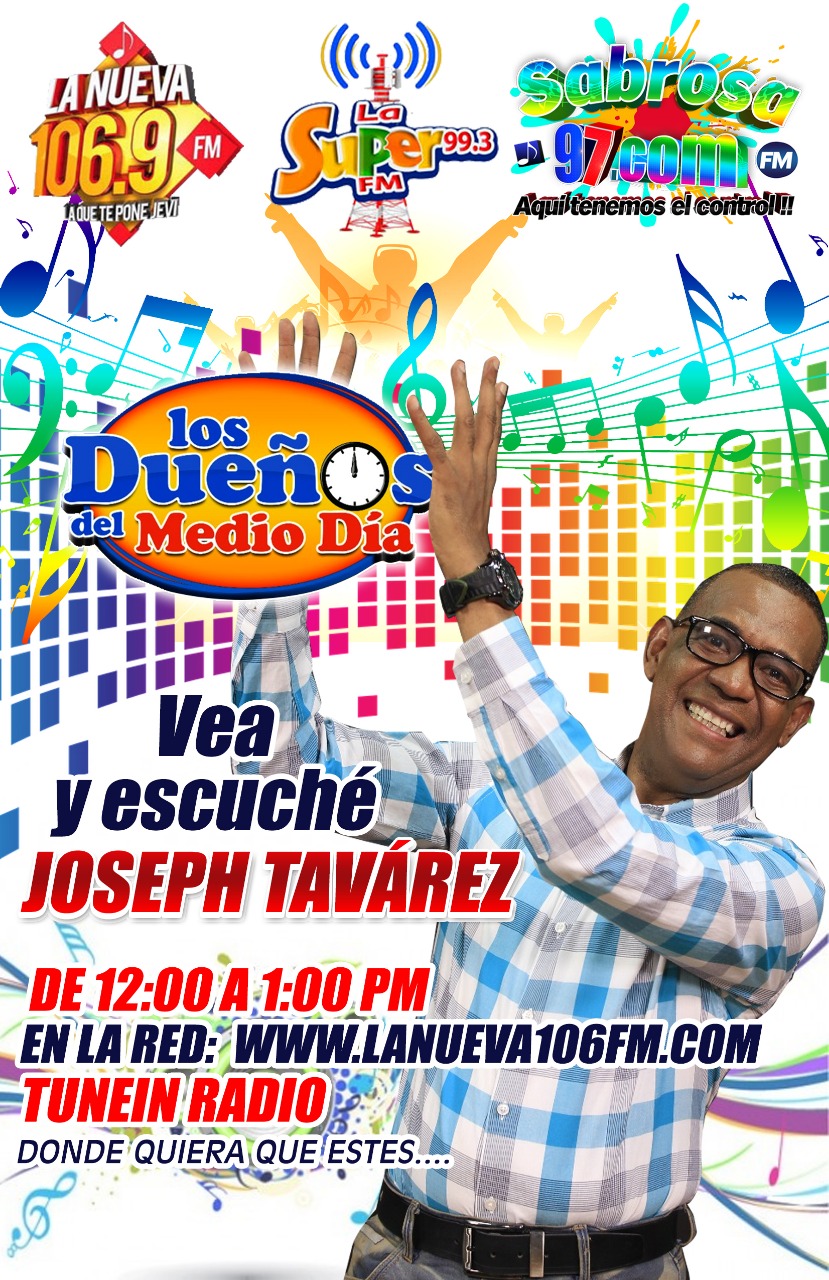 LA NUEVA
106.9
FM
LA QUE TE PONE JEVI
La
Super 99.3
FM
Sabrosa
97.com
FM
Aqui tenemos el control !!
los
Dueños
del Medio Día
Vea
y escuché
JOSEPH TAVÁREZ
DE 12:00 A 1:00 PM
EN LA RED: WWW.LANUEVA106FM.COM
TUNEIN RADIO
DONDE QUIERA QUE ESTES....